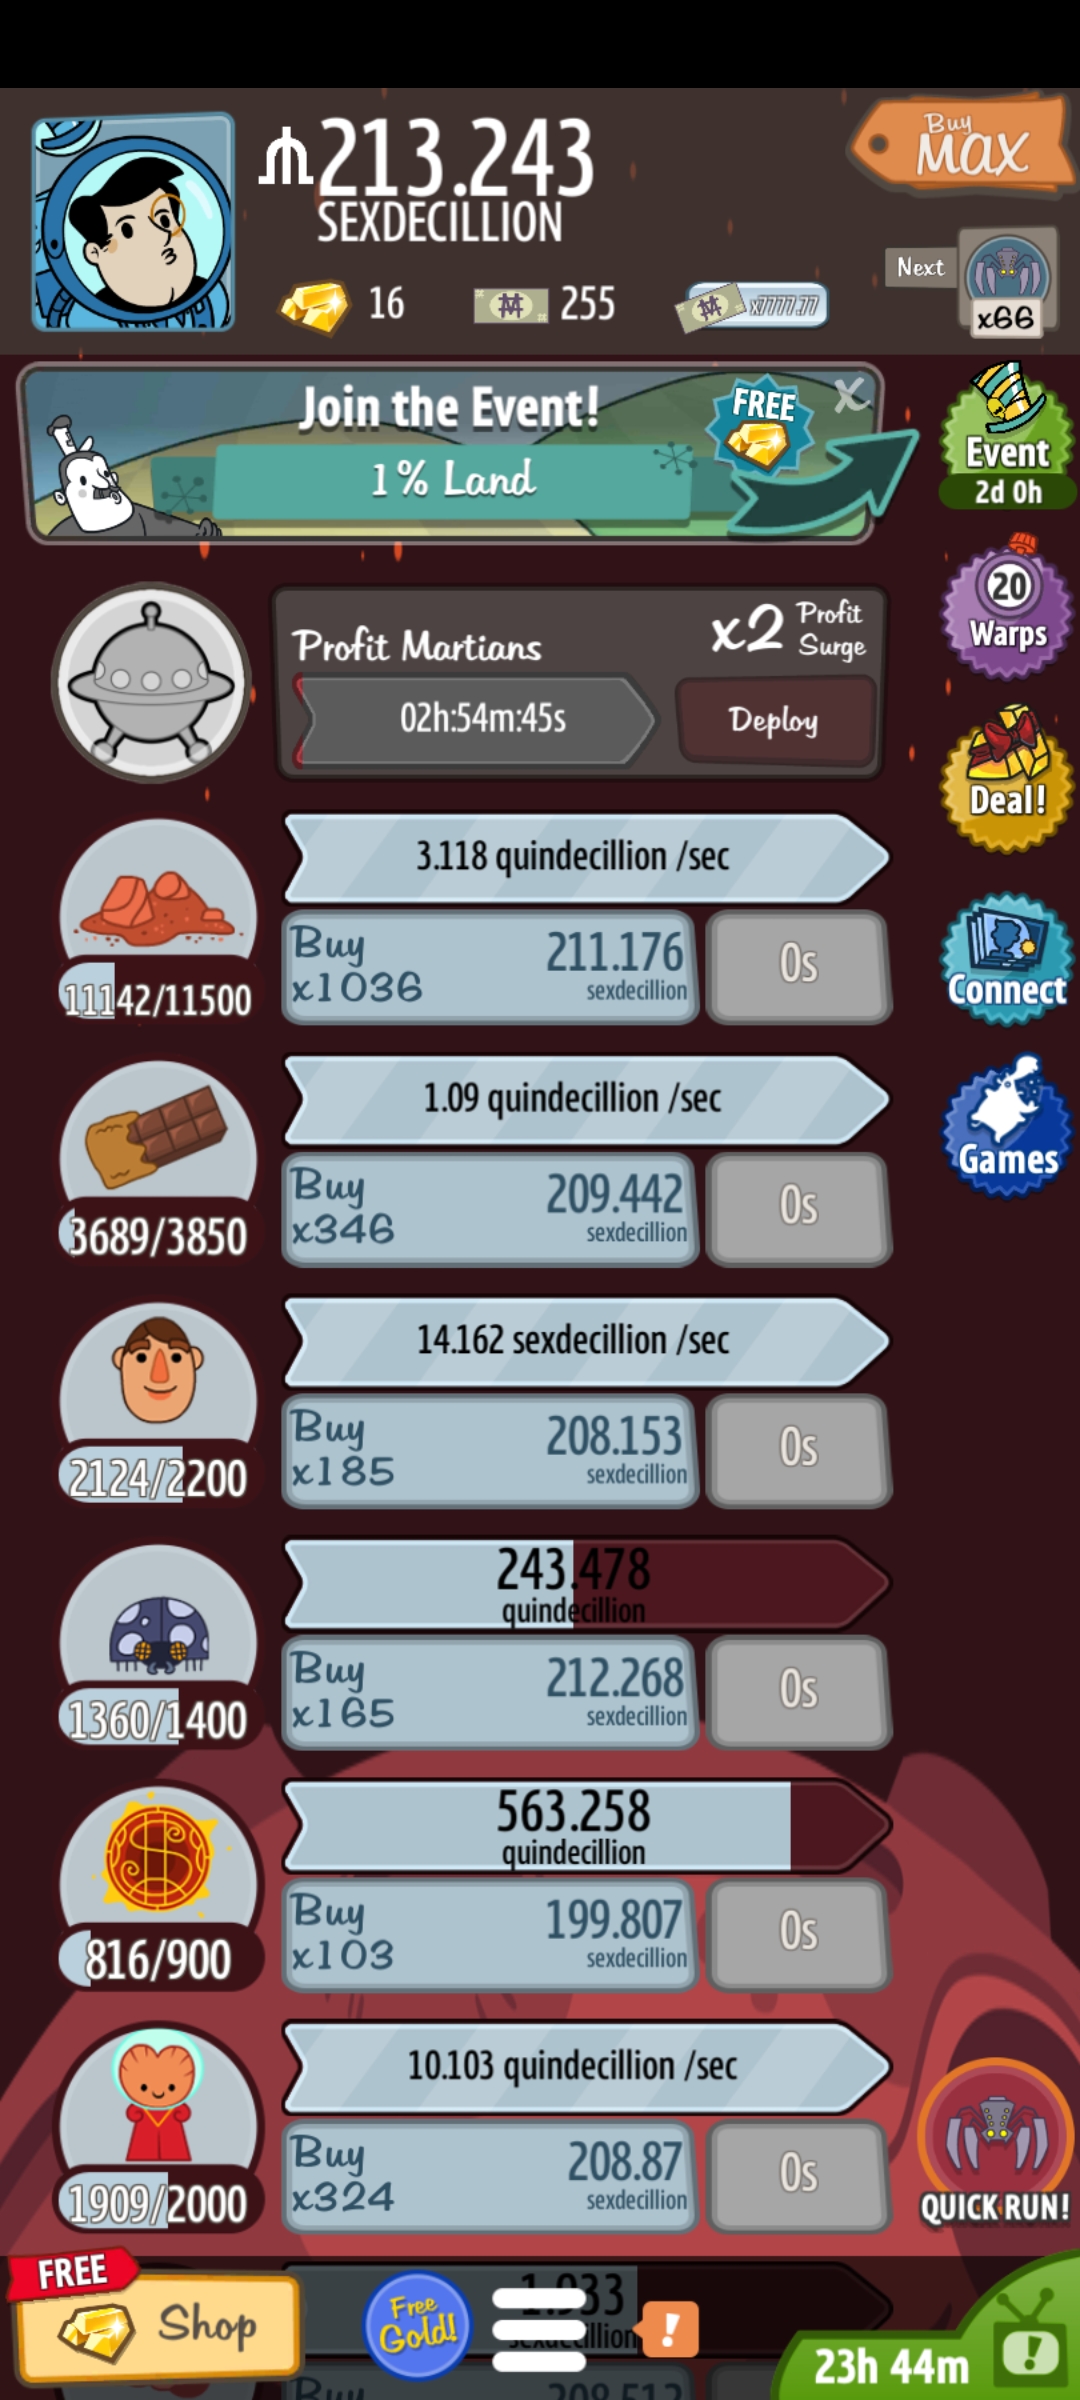 213.243
SEXDECILLION
Buy
MAX
16
255
x7777.77
Next
x66
Join the Event!
1% Land
FREE
X
Event
2d 0h
20
Warps
Profit Martians
x2 Profit
Surge
02h:54m:45s
Deploy
Deal!
3.118 quindecillion /sec
Buy
x1036
211.176
sexdecillion
0s
11142/11500
Connect
1.09 quindecillion /sec
Buy
x346
209.442
sexdecillion
0s
3689/3850
Games
14.162 sexdecillion /sec
Buy
x185
208.153
sexdecillion
0s
2124/2200
243.478
quindecillion
Buy
x165
212.268
sexdecillion
0s
1360/1400
563.258
quindecillion
Buy
x103
199.807
sexdecillion
0s
816/900
10.103 quindecillion /sec
Buy
x324
208.87
sexdecillion
0s
1909/2000
QUICK RUN!
FREE
Shop
Free
Gold!
!
23h 44m
!
Buy